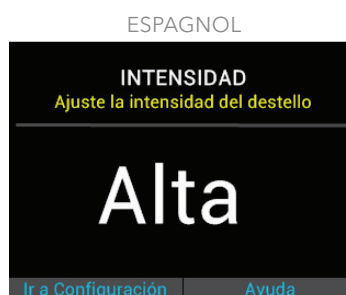 ESPAGNOL
INTENSIDAD
Ajuste la intensidad del destello
Alta
Ir a Configuración
Ayuda